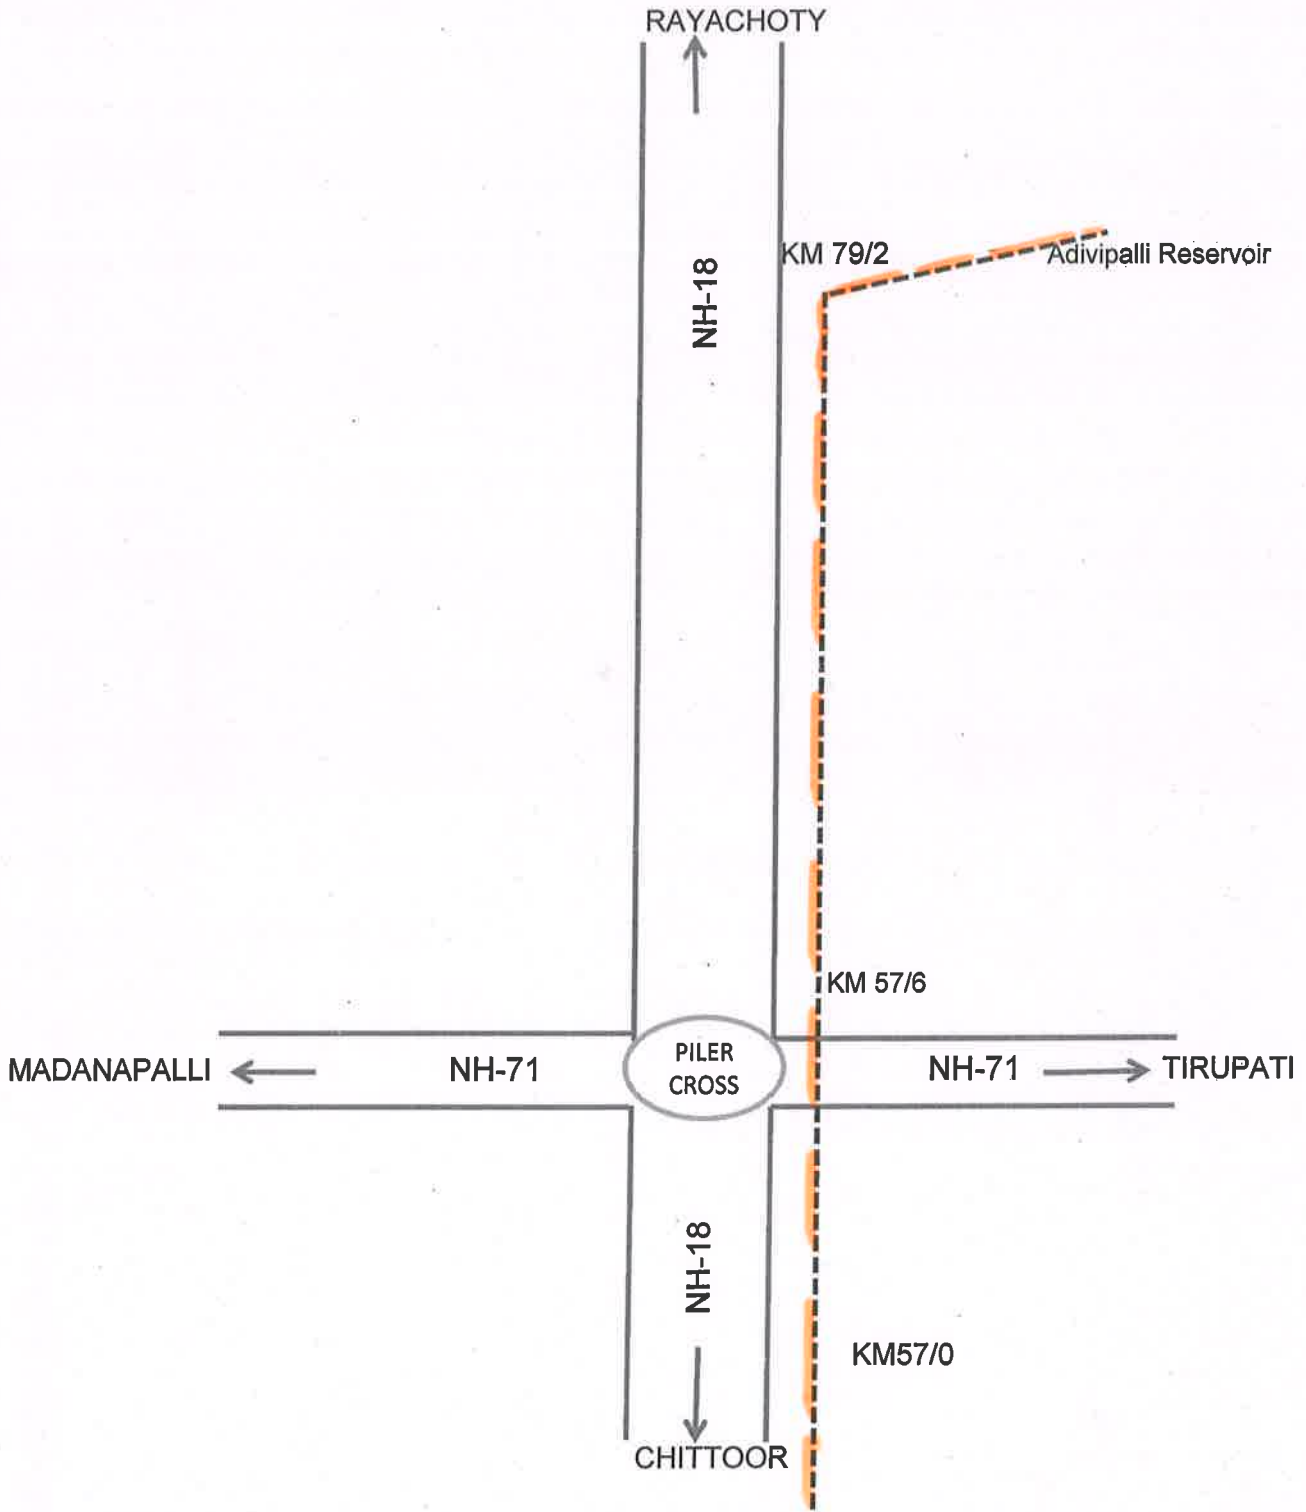 RAYACHOTY
KM 79/2
Adivipalli Reservoir
NH-18
KM 57/6
MADANAPALLI
NH-71
PILER
CROSS
NH-71
TIRUPATI
NH-18
KM57/0
CHITTOOR